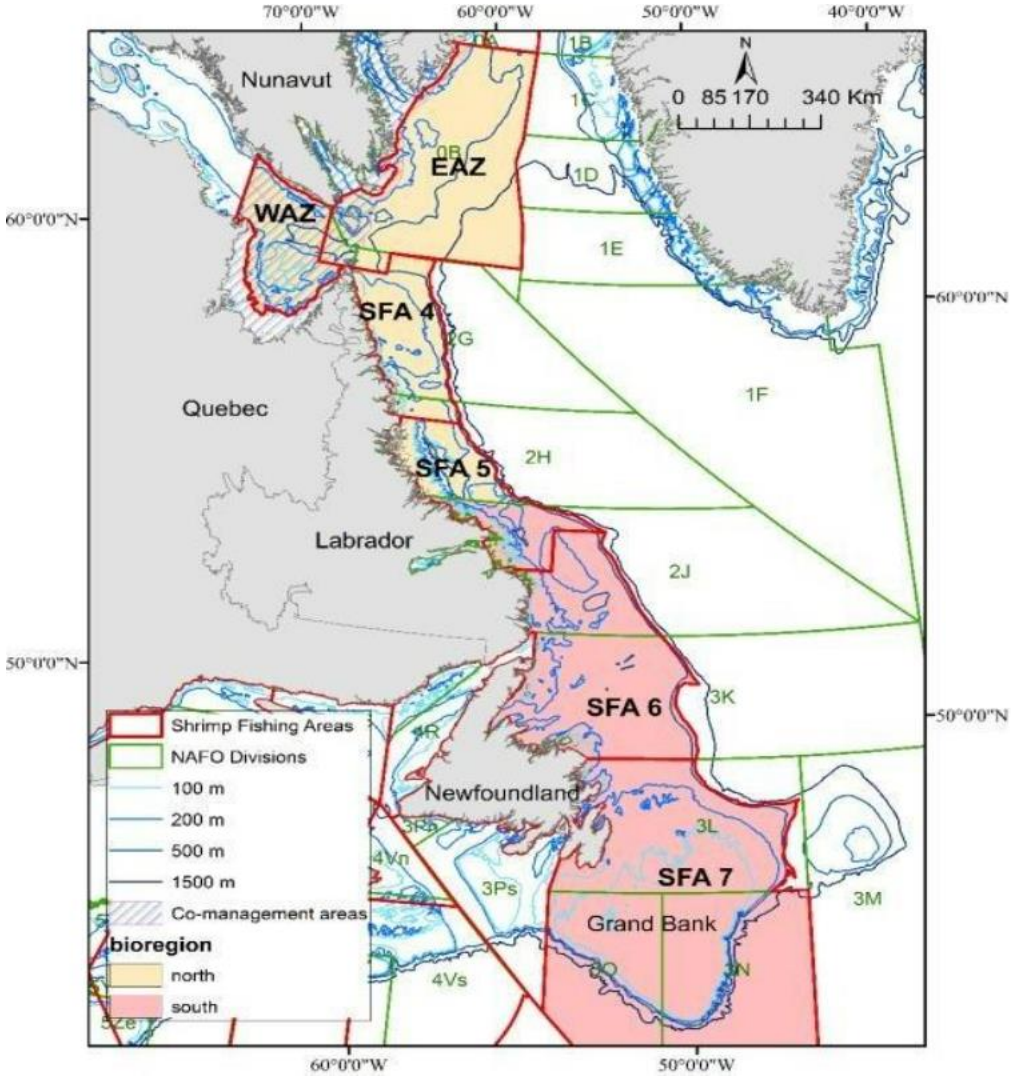 70°0'0"W 60°0'0"W 50°0'0"W 40°0'0"W
0A
1B
Nunavut
N
0 85 170 340 Km
1C
0B
EAZ
1D
WAZ
60°0'0"N
1E
60°0'0"N
SFA 4
2G
1F
Quebec
2H
SFA 5
Labrador
2J
50°0'0"N
3K
SFA 6
50°0'0"N
Shrimp Fishing Areas
NAFO Divisions
100 m
200 m
500 m
1500 m
Co-management areas
bioregion
north
south
4R
Newfoundland
3Pn
3L
4Vn
3Ps
SFA 7
3M
Grand Bank
3O
3N
4Vs
5Ze
60°0'0"W 50°0'0"W